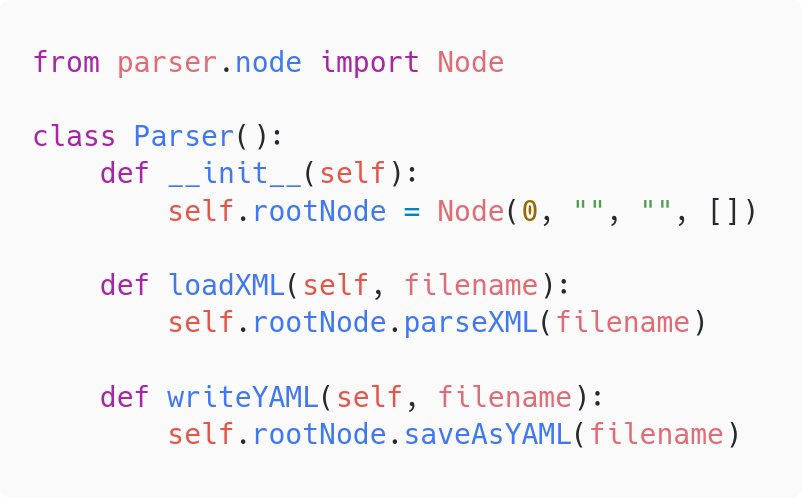 from parser.node import Node

class Parser():
    def __init__(self):
        self.rootNode = Node(0, "", "", [])

    def loadXML(self, filename):
        self.rootNode.parseXML(filename)

    def writeYAML(self, filename):
        self.rootNode.saveAsYAML(filename)